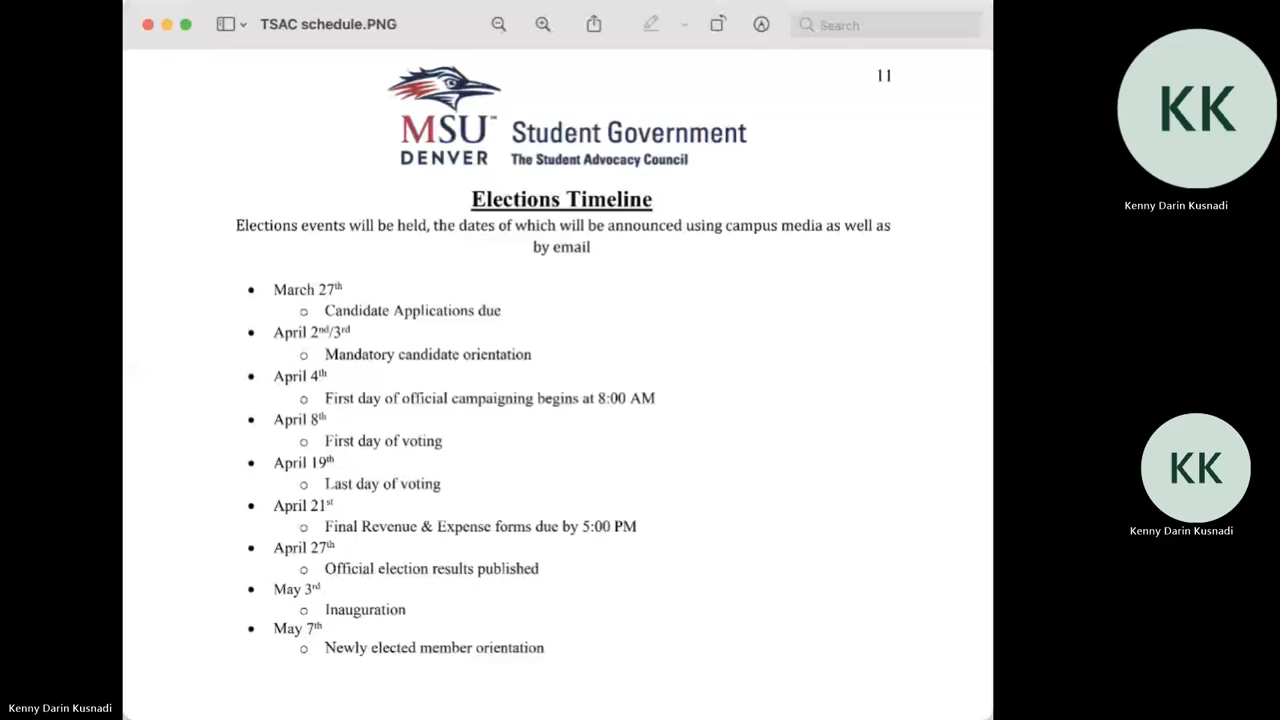 TSAC schedule.PNG
Search
11
MSU™
DENVER
Student Government
The Student Advocacy Council
Elections Timeline
Elections events will be held, the dates of which will be announced using campus media as well as
by email
• March 27th
o Candidate Applications due
• April 2nd/3rd
o Mandatory candidate orientation
• April 4th
o First day of official campaigning begins at 8:00 AM
• April 8th
o First day of voting
• April 19th
o Last day of voting
• April 21st
o Final Revenue & Expense forms due by 5:00 PM
• April 27th
o Official election results published
• May 3rd
o Inauguration
• May 7th
o Newly elected member orientation
KK
Kenny Darin Kusnadi
KK
Kenny Darin Kusnadi
Kenny Darin Kusnadi